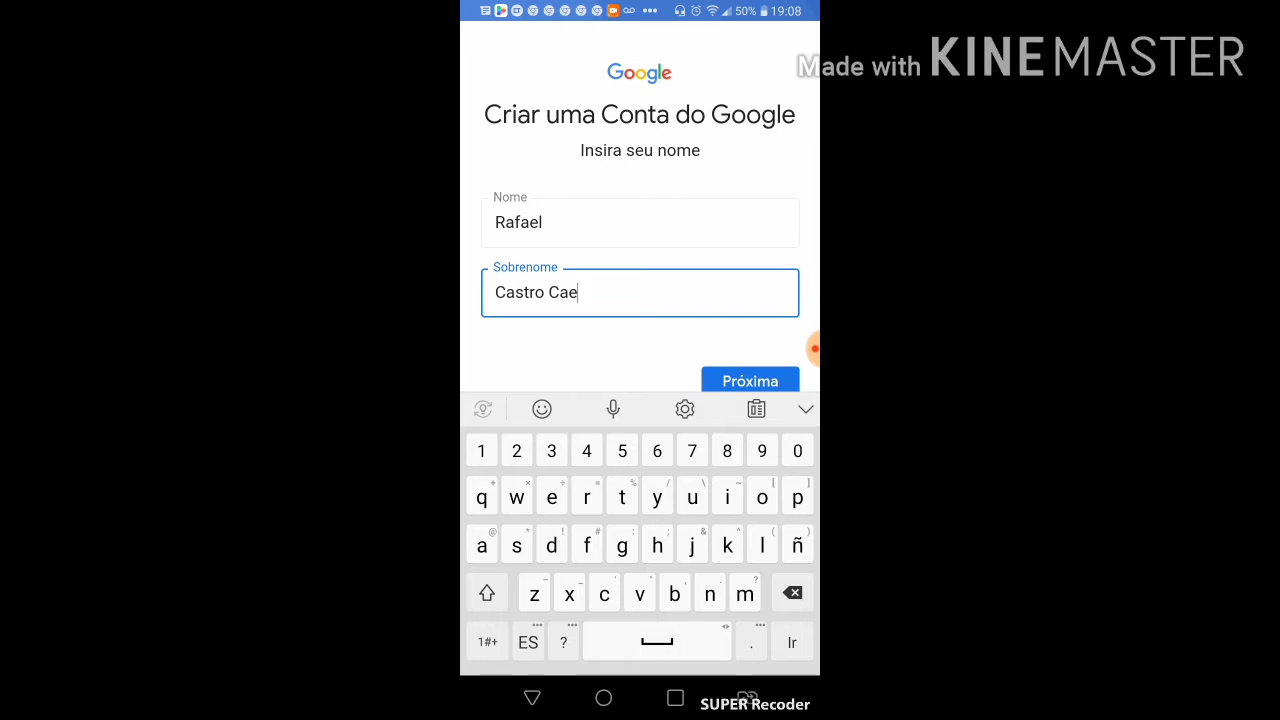 50% 19:08
Made with KINEMASTER
Google
Criar uma Conta do Google
Insira seu nome
Nome
Rafael
Sobrenome
Castro Cae
Próxima
1 2 3 4 5 6 7 8 9 0
q w e r t y u i o p
a s d f g h j k l ñ
z x c v b n m
1#+ ES ? . Ir
SUPER Recoder